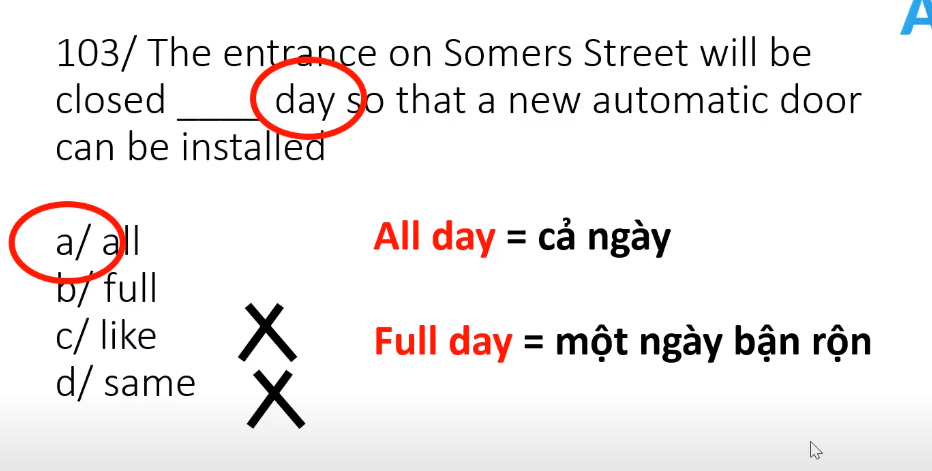 103/ The entrance on Somers Street will be
closed _____ day so that a new automatic door
can be installed
a/ all
b/ full
c/ like
d/ same
All day = cả ngày
Full day = một ngày bận rộn